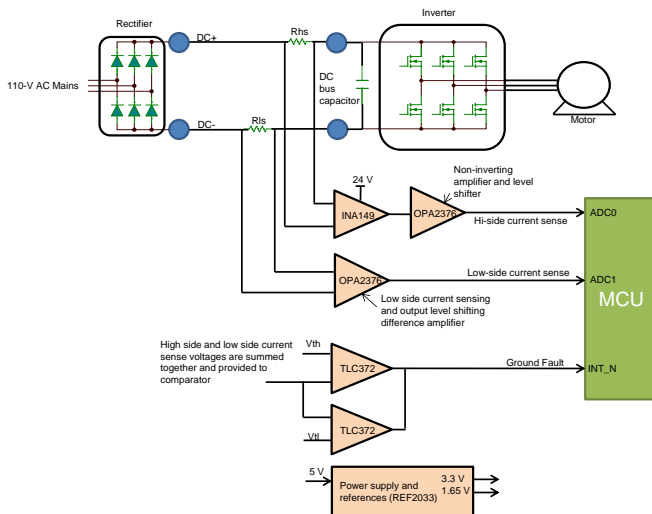 Rectifier
Inverter
DC+
Rhs
110-V AC Mains
DC
bus
capacitor
DC-
Rls
Motor
Non-inverting
amplifier and level
shifter
24 V
INA149
OPA2376
Hi-side current sense
ADC0
OPA2376
Low-side current sense
ADC1
MCU
Low side current sensing
and output level shifting
difference amplifier
High side and low side current
sense voltages are summed
together and provided to
comparator
Vth
TLC372
Ground Fault
INT_N
TLC372
Vtl
5 V
Power supply and
references (REF2033)
3.3 V
1.65 V